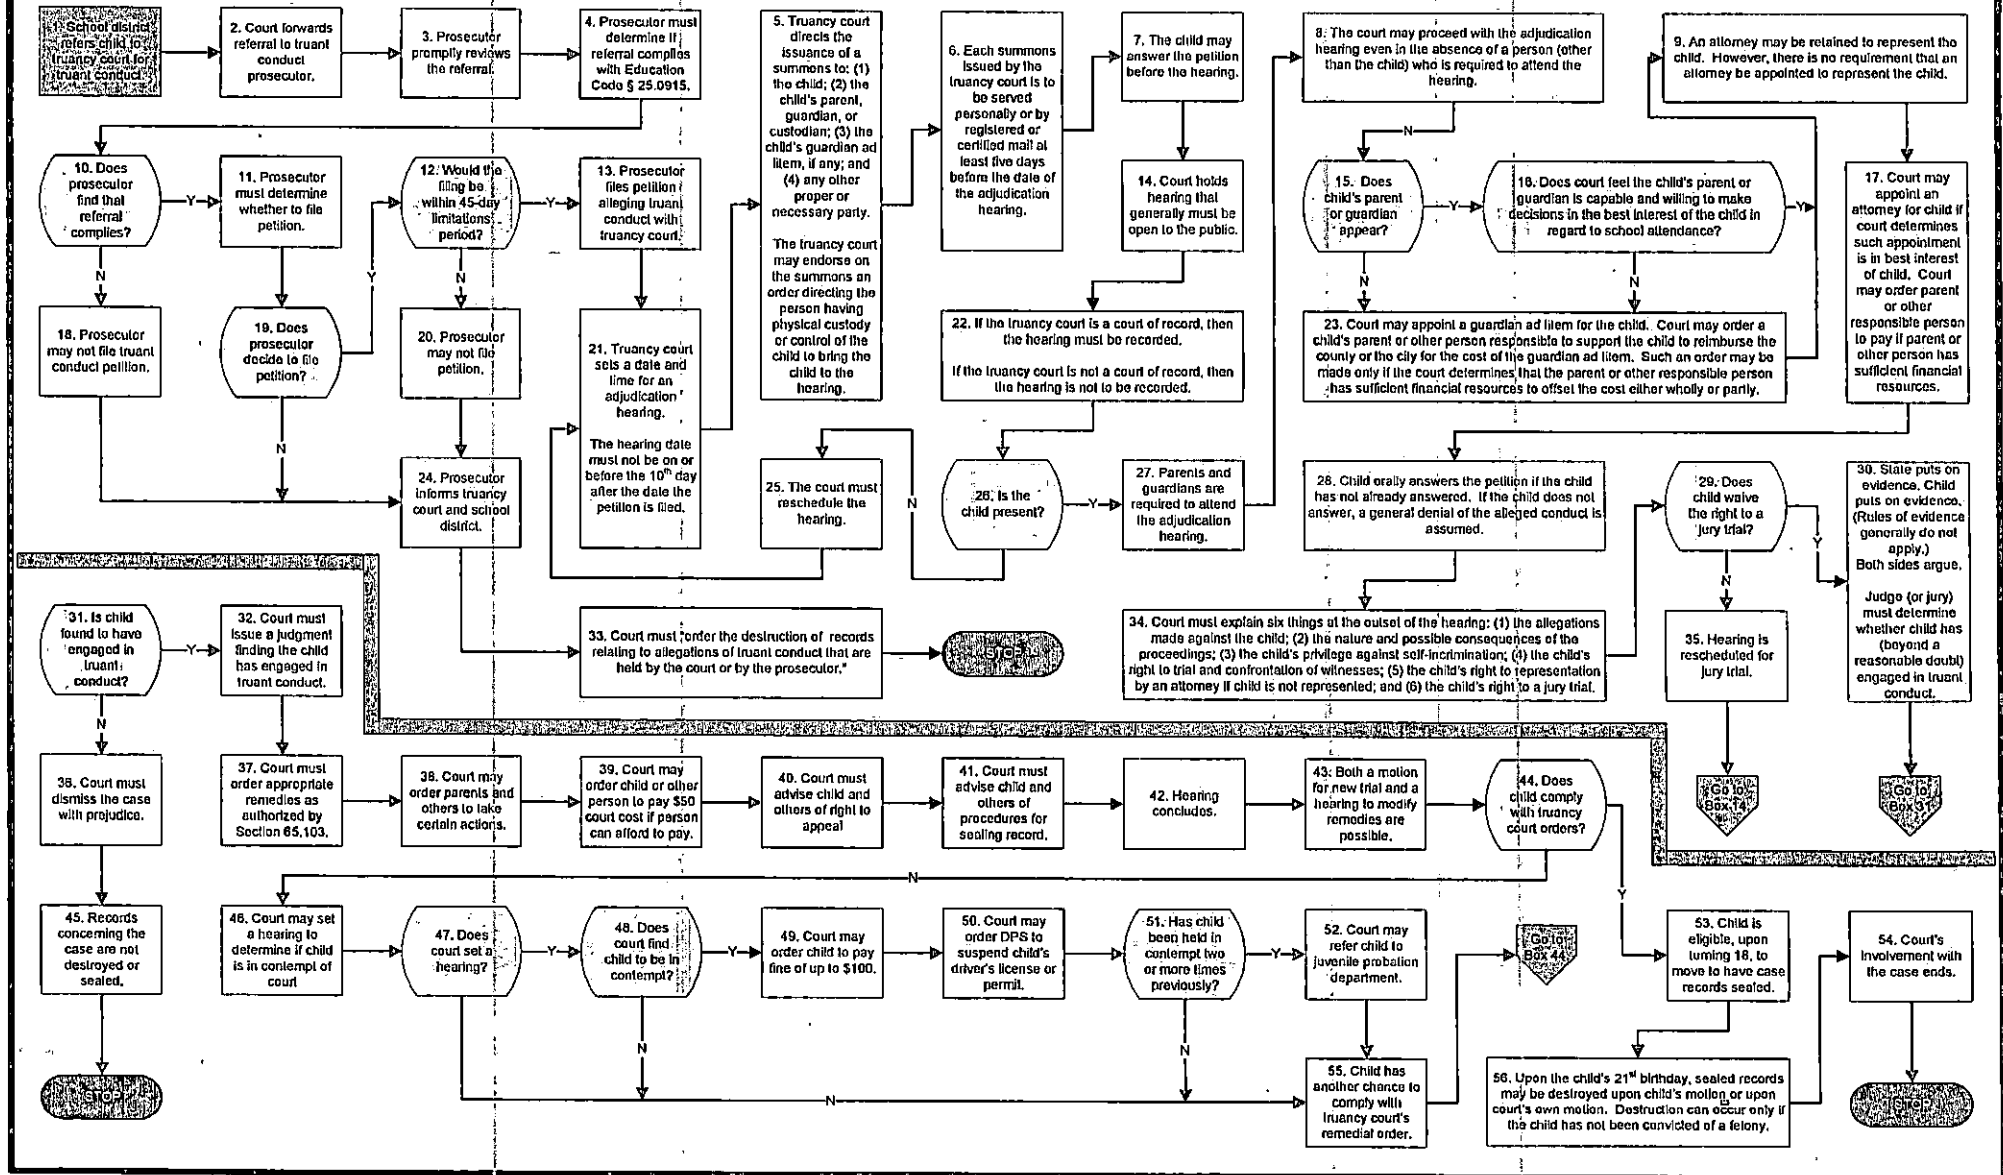 1. School district
refers child to
truancy court for
truant conduct.
2. Court forwards
referral to truant
conduct
prosecutor.
3. Prosecutor
promptly reviews
the referral.
4. Prosecutor must
determine if
referral complies
with Education
Code § 25.0915.
5. Truancy court
directs the
issuance of a
summons to: (1)
the child; (2) the
child's parent,
guardian, or
custodian; (3) the
child's guardian ad
litem, if any; and
(4) any other
proper or
necessary party.
The truancy court
may endorse on
the summons an
order directing the
person having
physical custody
or control of the
child to bring the
child to the
hearing.
6. Each summons
issued by the
truancy court is to
be served
personally or by
registered or
certified mail at
least five days
before the date of
the adjudication
hearing.
7. The child may
answer the petition
before the hearing.
8. The court may proceed with the adjudication
hearing even in the absence of a person (other
than the child) who is required to attend the
hearing.
9. An attorney may be retained to represent the
child. However, there is no requirement that an
attorney be appointed to represent the child.
N
10. Does
prosecutor
find that
referral
complies?
Y
11. Prosecutor
must determine
whether to file
petition.
12. Would the
filing be
within 45-day
limitations
period?
Y
13. Prosecutor
files petition
alleging truant
conduct with
truancy court.
14. Court holds
hearing that
generally must be
open to the public.
15. Does
child's parent
or guardian
appear?
Y
16. Does court feel the child's parent or
guardian is capable and willing to make
decisions in the best interest of the child in
regard to school attendance?
Y
17. Court may
appoint an
attorney for child if
court determines
such appointment
is in best interest
of child. Court
may order parent
or other
responsible person
to pay if parent or
other person has
sufficient financial
resources.
N
Y
N
N
N
18. Prosecutor
may not file truant
conduct petition.
19. Does
prosecutor
decide to file
petition?
20. Prosecutor
may not file
petition.
21. Truancy court
sets a date and
time for an
adjudication
hearing.
The hearing date
must not be on or
before the 10th day
after the date the
petition is filed.
22. If the truancy court is a court of record, then
the hearing must be recorded.
If the truancy court is not a court of record, then
the hearing is not to be recorded.
23. Court may appoint a guardian ad litem for the child. Court may order a
child's parent or other person responsible to support the child to reimburse the
county or the city for the cost of the guardian ad litem. Such an order may be
made only if the court determines that the parent or other responsible person
has sufficient financial resources to offset the cost either wholly or partly.
N
24. Prosecutor
informs truancy
court and school
district.
25. The court must
reschedule the
hearing.
N
26. Is the
child present?
Y
27. Parents and
guardians are
required to attend
the adjudication
hearing.
28. Child orally answers the petition if the child
has not already answered. If the child does not
answer, a general denial of the alleged conduct is
assumed.
29. Does
child waive
the right to a
jury trial?
Y
N
30. State puts on
evidence. Child
puts on evidence.
(Rules of evidence
generally do not
apply.)
Both sides argue.
Judge (or jury)
must determine
whether child has
(beyond a
reasonable doubt)
engaged in truant
conduct.
31. Is child
found to have
engaged in
truant
conduct?
Y
32. Court must
issue a judgment
finding the child
has engaged in
truant conduct.
33. Court must "order the destruction of records
relating to allegations of truant conduct that are
held by the court or by the prosecutor."
STOP
34. Court must explain six things at the outset of the hearing: (1) the allegations
made against the child; (2) the nature and possible consequences of the
proceedings; (3) the child's privilege against self-incrimination; (4) the child's
right to trial and confrontation of witnesses; (5) the child's right to representation
by an attorney if child is not represented; and (6) the child's right to a jury trial.
35. Hearing is
rescheduled for
jury trial.
N
36. Court must
dismiss the case
with prejudice.
37. Court must
order appropriate
remedies as
authorized by
Section 65.103.
38. Court may
order parents and
others to take
certain actions.
39. Court may
order child or other
person to pay $50
court cost if person
can afford to pay.
40. Court must
advise child and
others of right to
appeal
41. Court must
advise child and
others of
procedures for
sealing record.
42. Hearing
concludes.
43. Both a motion
for new trial and a
hearing to modify
remedies are
possible.
44. Does
child comply
with truancy
court orders?
Go to
Box 14
Go to
Box 31
N
Y
45. Records
concerning the
case are not
destroyed or
sealed.
46. Court may set
a hearing to
determine if child
is in contempt of
court
47. Does
court set a
hearing?
Y
48. Does
court find
child to be in
contempt?
Y
49. Court may
order child to pay
fine of up to $100.
50. Court may
order DPS to
suspend child's
driver's license or
permit.
51. Has child
been held in
contempt two
or more times
previously?
Y
52. Court may
refer child to
juvenile probation
department.
Go to
Box 44
53. Child is
eligible, upon
turning 18, to
move to have case
records sealed.
54. Court's
involvement with
the case ends.
N
N
STOP
N
55. Child has
another chance to
comply with
truancy court's
remedial order.
56. Upon the child's 21st birthday, sealed records
may be destroyed upon child's motion or upon
court's own motion. Destruction can occur only if
the child has not been convicted of a felony.
STOP